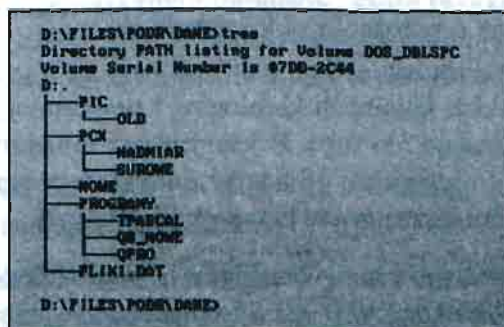 D:\FILES\PODR\DANE>tree
Directory PATH listing for Volume DOS_DBLSPC
Volume Serial Number is 07DD-2C44
D:.
├───PIC
│   └───OLD
├───PCX
│   ├───NADMIAR
│   └───SUROWE
├───NOWE
├───PROGRAMY
│   ├───TPASCAL
│   ├───QB_NOWE
│   └───QPRO
└───PLIKI.DAT
D:\FILES\PODR\DANE>